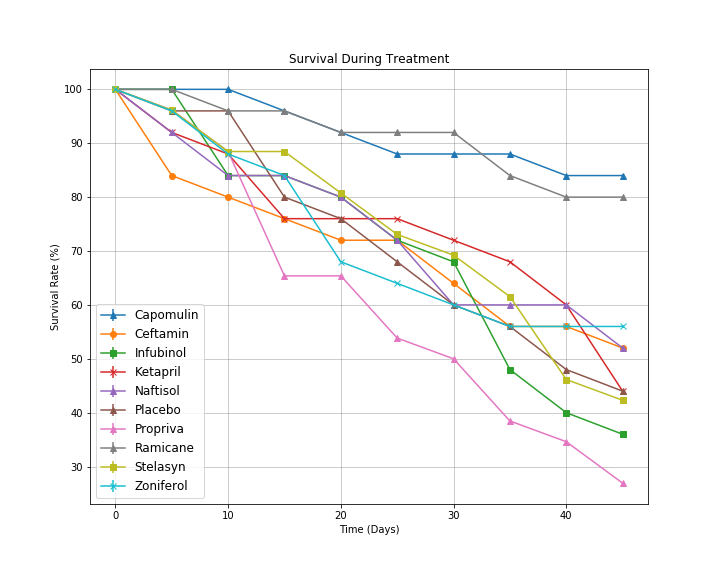 Survival During Treatment
100
90
80
70
60
50
40
30
Survival Rate (%)
Capomulin
Ceftamin
Infubinol
Ketapril
Naftisol
Placebo
Propriva
Ramicane
Stelasyn
Zoniferol
0 10 20 30 40
Time (Days)